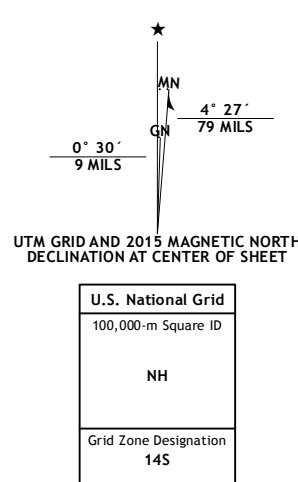 ★
MN
4° 27´
79 MILS
GN
0° 30´
9 MILS
UTM GRID AND 2015 MAGNETIC NORTH
DECLINATION AT CENTER OF SHEET
U.S. National Grid
100,000-m Square ID
NH
Grid Zone Designation
14S